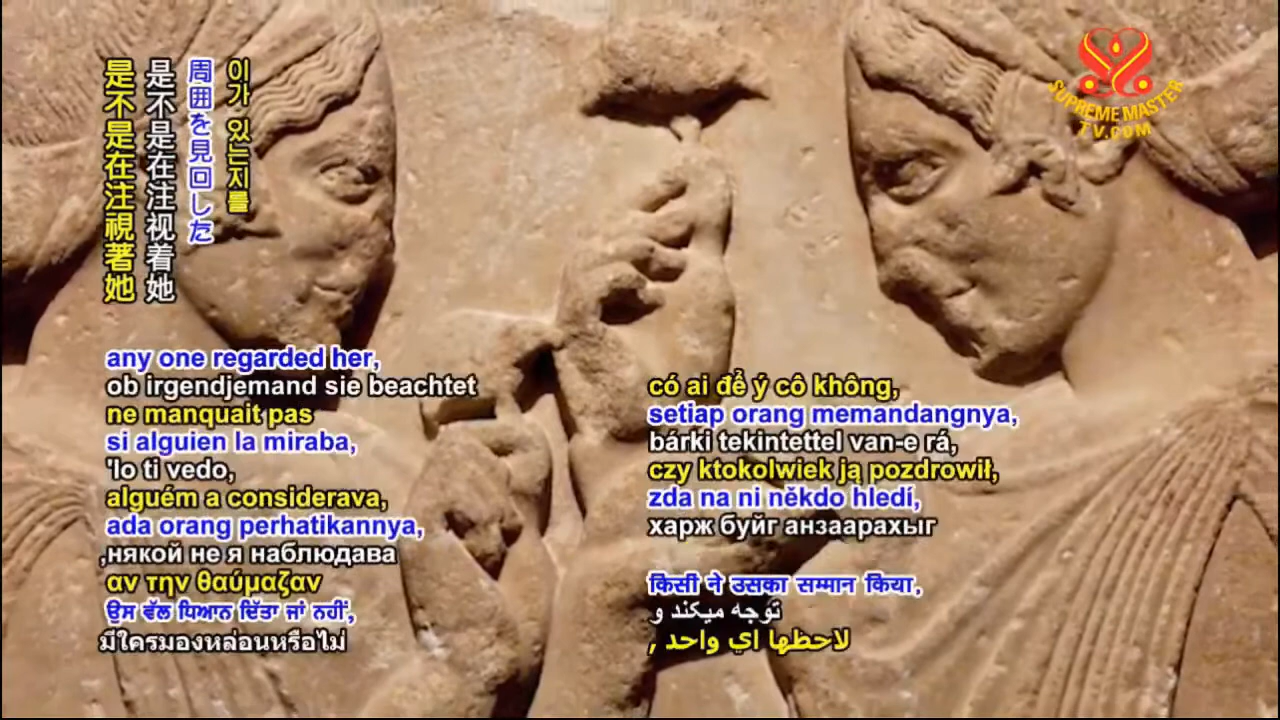 이가 있는지를
周囲を見回した
是不是在注视着她
是不是在注視著她
SUPREME MASTER
TV.COM
any one regarded her,
ob irgendjemand sie beachtet
ne manquait pas
si alguien la miraba,
'lo ti vedo,
alguém a considerava,
ada orang perhatikannya,
,някой не я наблюдава
αν την θαύμαζαν
ਉਸ ਵੱਲ ਧਿਆਨ ਦਿੱਤਾ ਜਾਂ ਨਹੀਂ,
มีใครมองหล่อนหรือไม่
có ai để ý cô không,
setiap orang memandangnya,
bárki tekintettel van-e rá,
czy ktokolwiek ją pozdrowił,
zda na ni někdo hledí,
харж буйг анзаарахыг
किसी ने उसका सम्मान किया,
توجه میکند و
لاحظها اي واحد ,